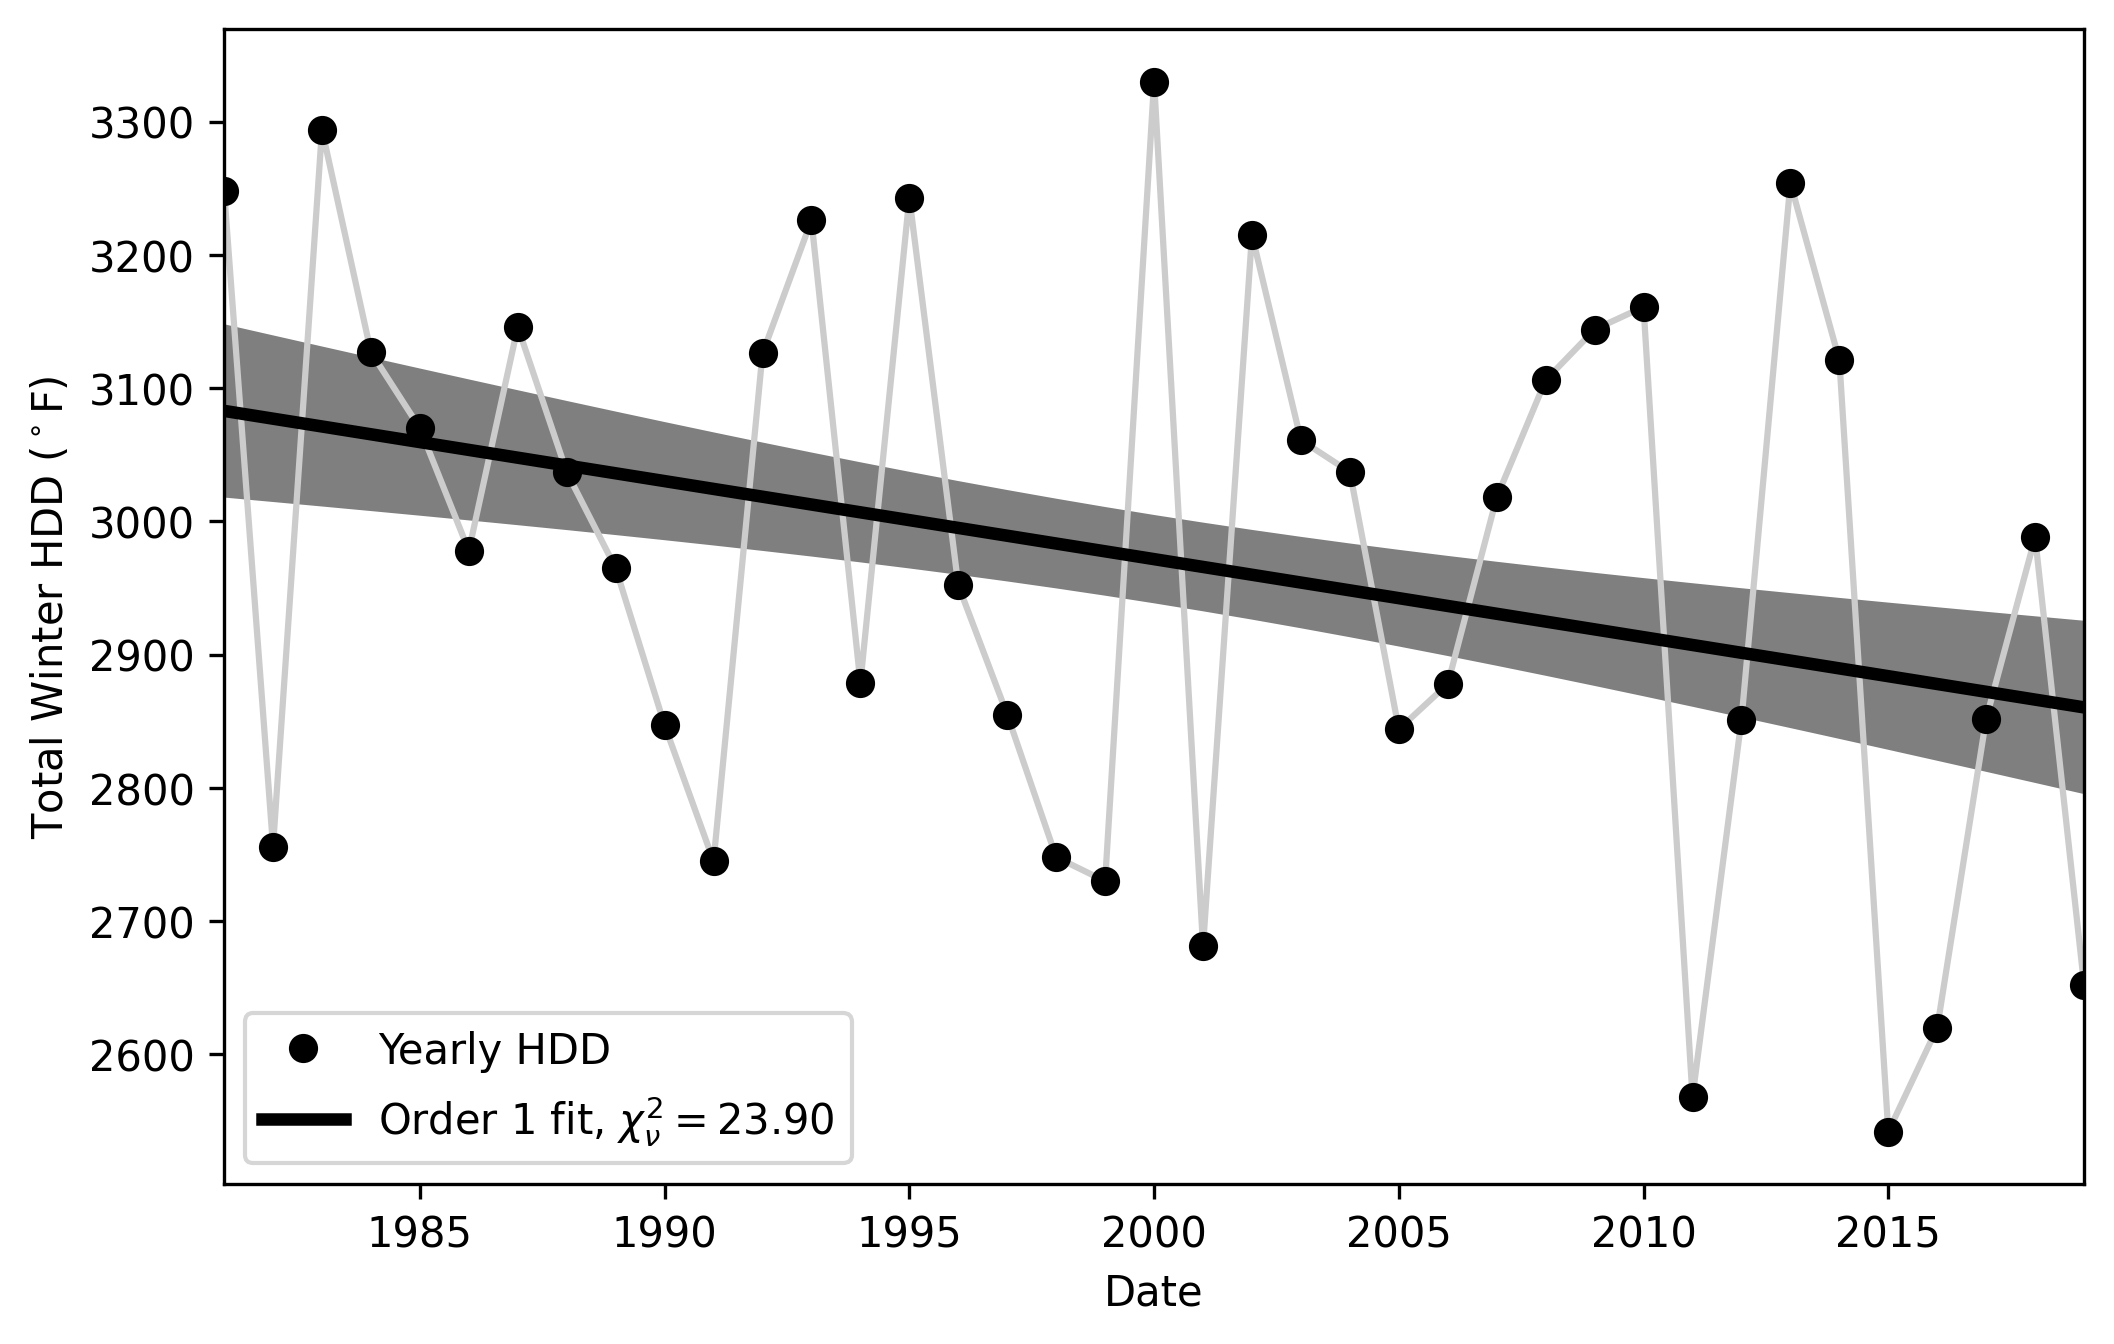 3300
3200
3100
3000
2900
2800
2700
2600
Total Winter HDD (°F)
Yearly HDD
Order 1 fit, χ²ᵥ = 23.90
1985 1990 1995 2000 2005 2010 2015
Date